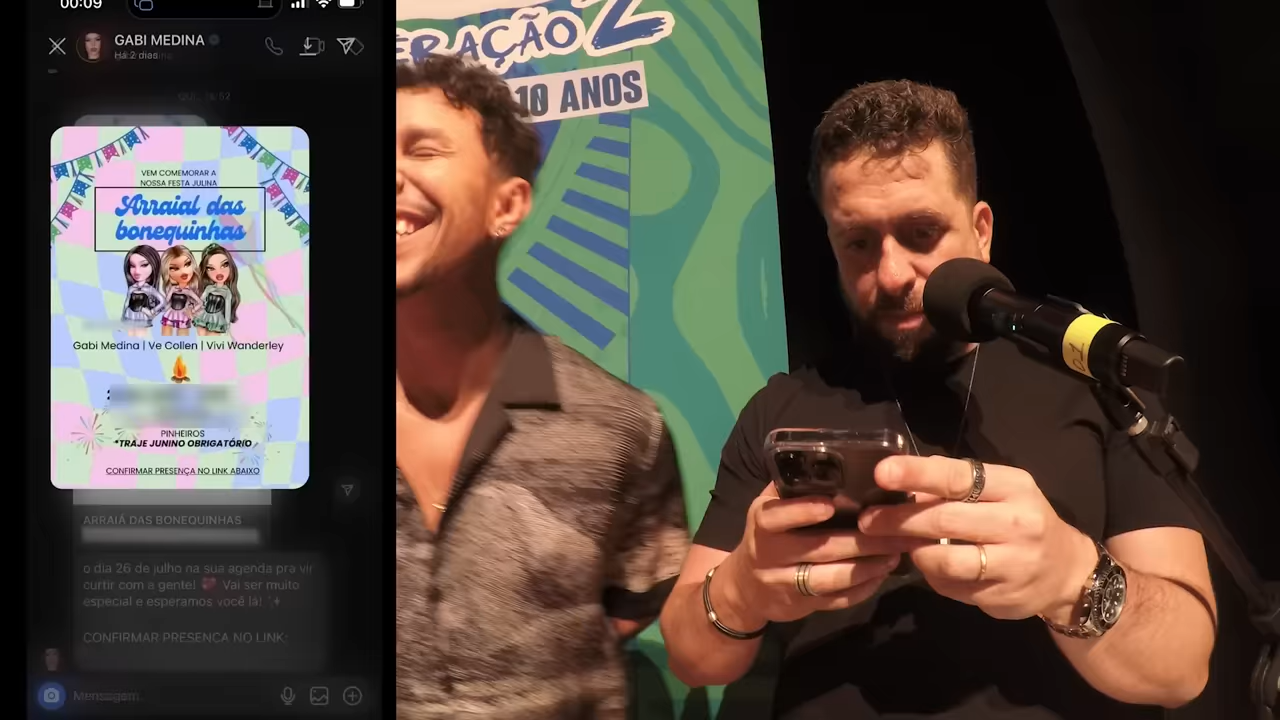 00:09
GABI MEDINA
Há 2 dias
VEM COMEMORAR A
NOSSA FESTA JULINA
Arraial das
bonequinhas
Gabi Medina | Ve Collen | Vivi Wanderley
PINHEIROS
*TRAJE JUNINO OBRIGATÓRIO
CONFIRMAR PRESENÇA NO LINK ABAIXO
ARRAIÁ DAS BONEQUINHAS
o dia 26 de julho na sua agenda pra vir
curtir com a gente! 💖 Vai ser muito
especial e esperamos você lá! ✨
CONFIRMAR PRESENÇA NO LINK:
Mensagem...
ERAÇÃO Z
10 ANOS
01